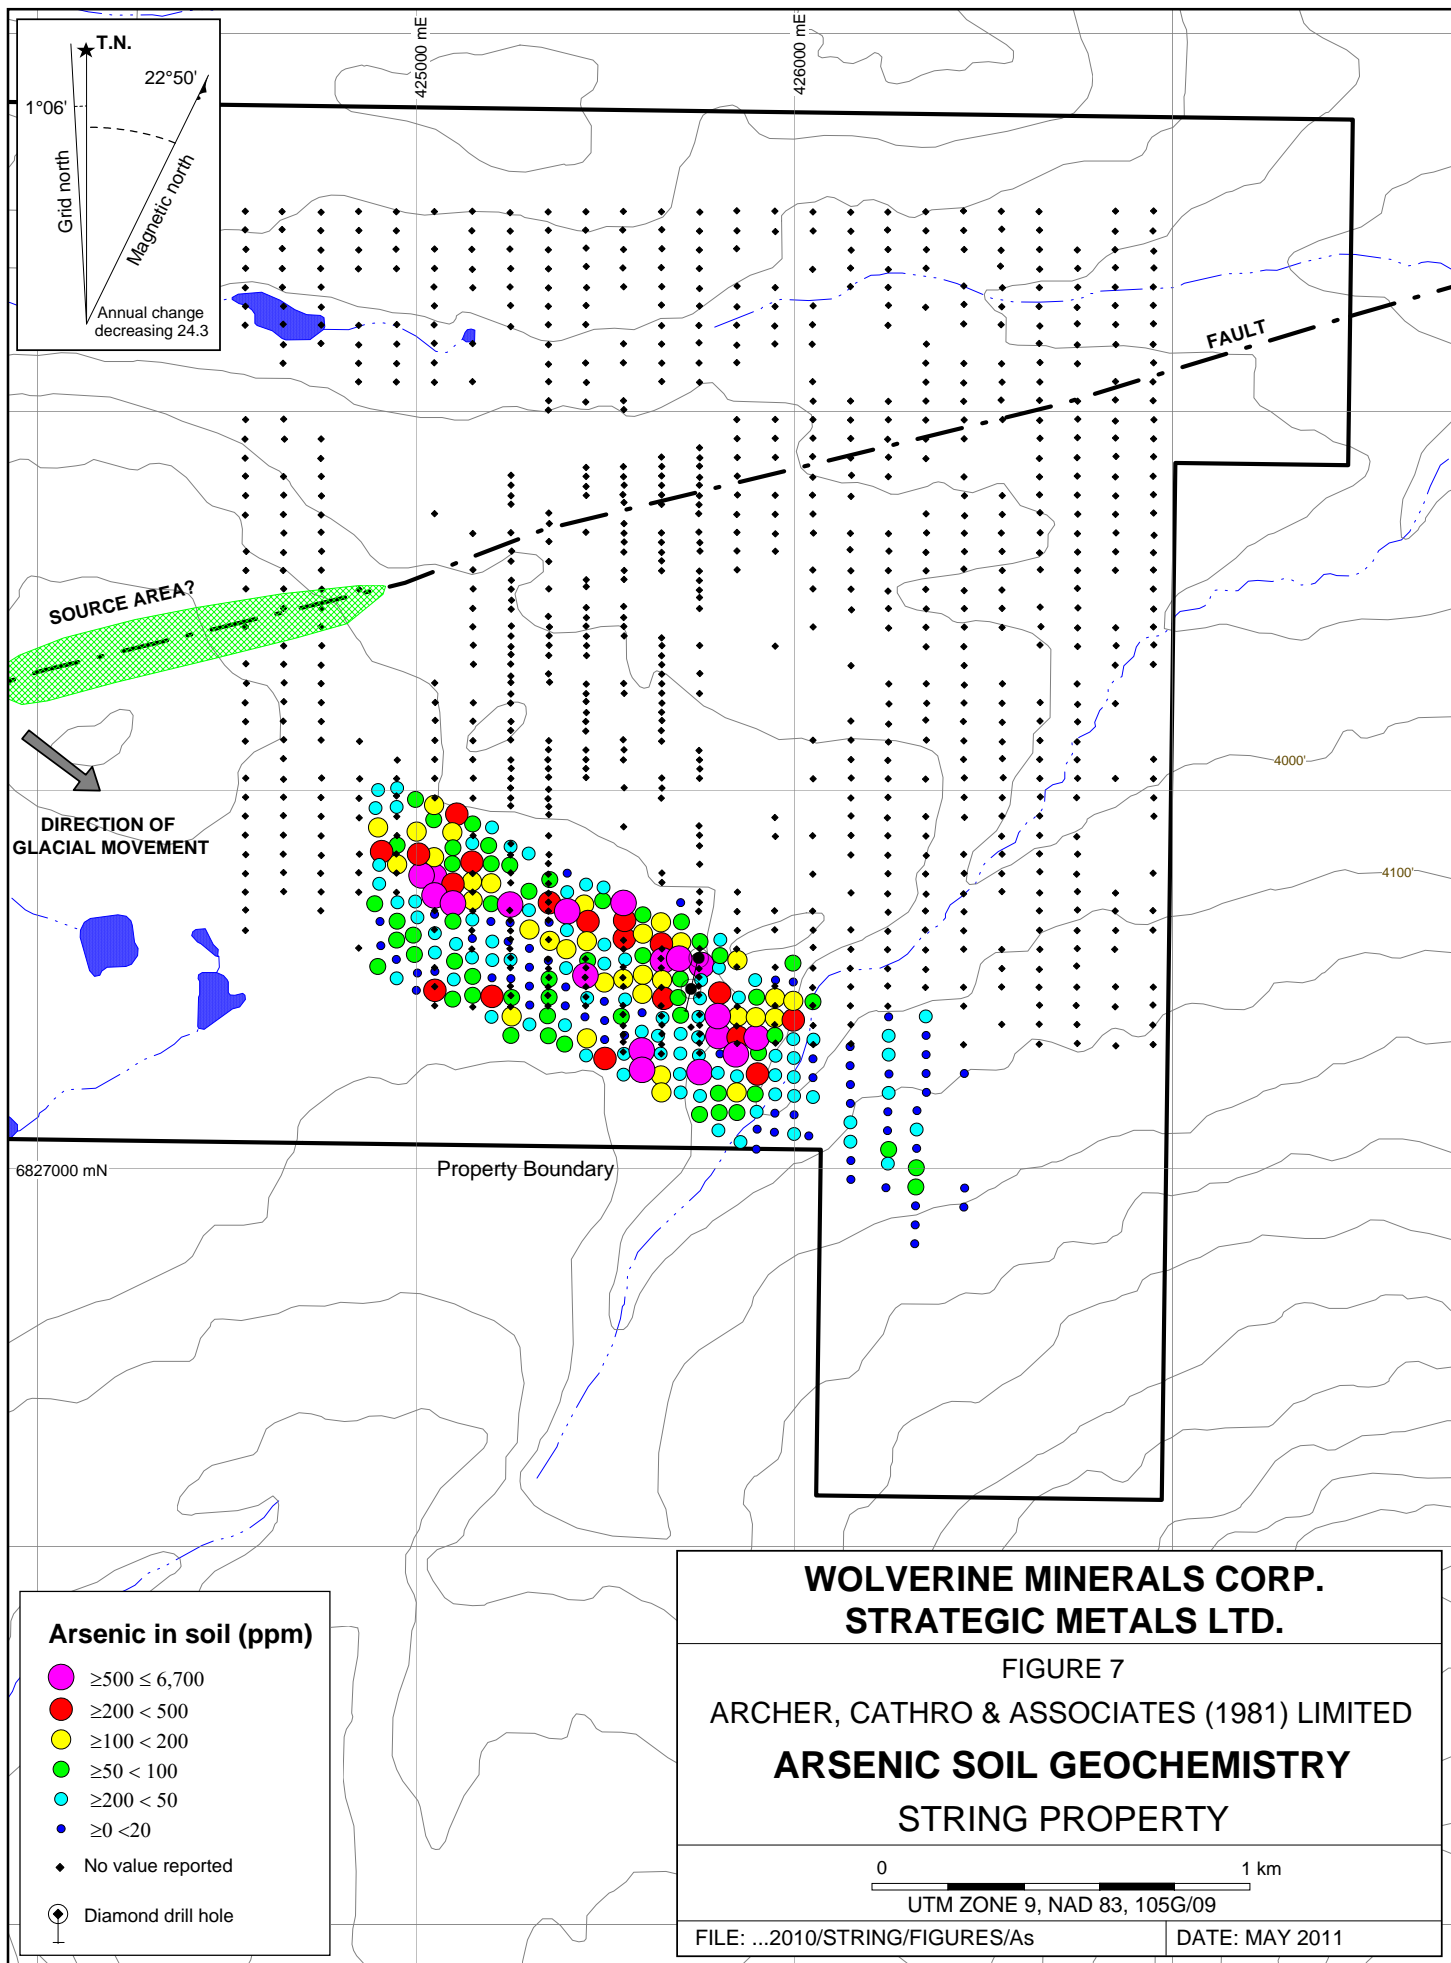 T.N.
22°50'
1°06'
Grid north
Magnetic north
Annual change
decreasing 24.3
425000 mE
426000 mE
FAULT
SOURCE AREA?
DIRECTION OF
GLACIAL MOVEMENT
4000'
4100'
6827000 mN
Property Boundary
Arsenic in soil (ppm)
≥500 ≤ 6,700
≥200 < 500
≥100 < 200
≥50 < 100
≥200 < 50
≥0 <20
No value reported
Diamond drill hole
WOLVERINE MINERALS CORP.
STRATEGIC METALS LTD.
FIGURE 7
ARCHER, CATHRO & ASSOCIATES (1981) LIMITED
ARSENIC SOIL GEOCHEMISTRY
STRING PROPERTY
0 1 km
UTM ZONE 9, NAD 83, 105G/09
FILE: ...2010/STRING/FIGURES/As
DATE: MAY 2011